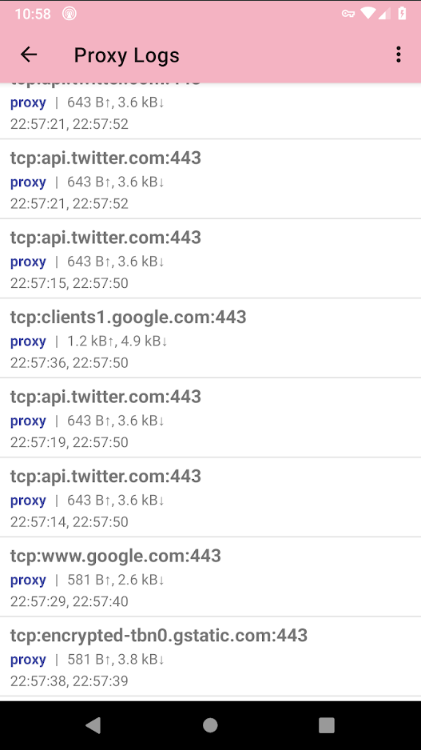 10:58
Proxy Logs
tcp:api.twitter.com:443
proxy | 643 B↑, 3.6 kB↓
22:57:21, 22:57:52
tcp:api.twitter.com:443
proxy | 643 B↑, 3.6 kB↓
22:57:21, 22:57:52
tcp:api.twitter.com:443
proxy | 643 B↑, 3.6 kB↓
22:57:15, 22:57:50
tcp:clients1.google.com:443
proxy | 1.2 kB↑, 4.9 kB↓
22:57:36, 22:57:50
tcp:api.twitter.com:443
proxy | 643 B↑, 3.6 kB↓
22:57:19, 22:57:50
tcp:api.twitter.com:443
proxy | 643 B↑, 3.6 kB↓
22:57:14, 22:57:50
tcp:www.google.com:443
proxy | 581 B↑, 2.6 kB↓
22:57:29, 22:57:40
tcp:encrypted-tbn0.gstatic.com:443
proxy | 581 B↑, 3.8 kB↓
22:57:38, 22:57:39